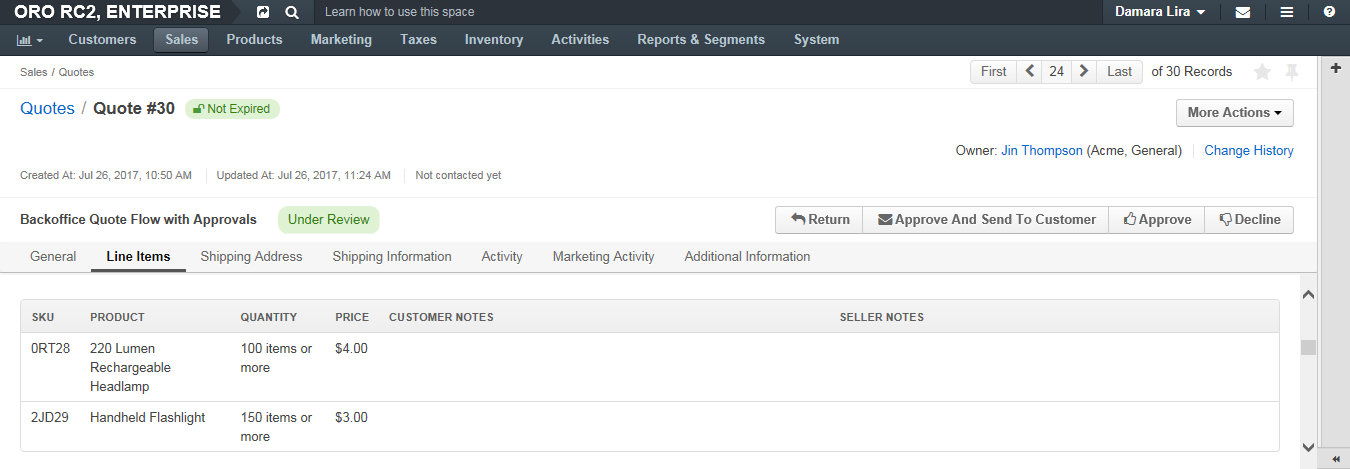 ORO RC2, ENTERPRISE Learn how to use this space Damara Lira
Customers Sales Products Marketing Taxes Inventory Activities Reports & Segments System
Sales / Quotes First 24 Last of 30 Records
Quotes / Quote #30 Not Expired More Actions
Owner: Jin Thompson (Acme, General) Change History
Created At: Jul 26, 2017, 10:50 AM Updated At: Jul 26, 2017, 11:24 AM Not contacted yet
Backoffice Quote Flow with Approvals Under Review Return Approve And Send To Customer Approve Decline
General Line Items Shipping Address Shipping Information Activity Marketing Activity Additional Information
SKU PRODUCT QUANTITY PRICE CUSTOMER NOTES SELLER NOTES
0RT28 220 Lumen 100 items or $4.00
Rechargeable more
Headlamp
2JD29 Handheld Flashlight 150 items or $3.00
more